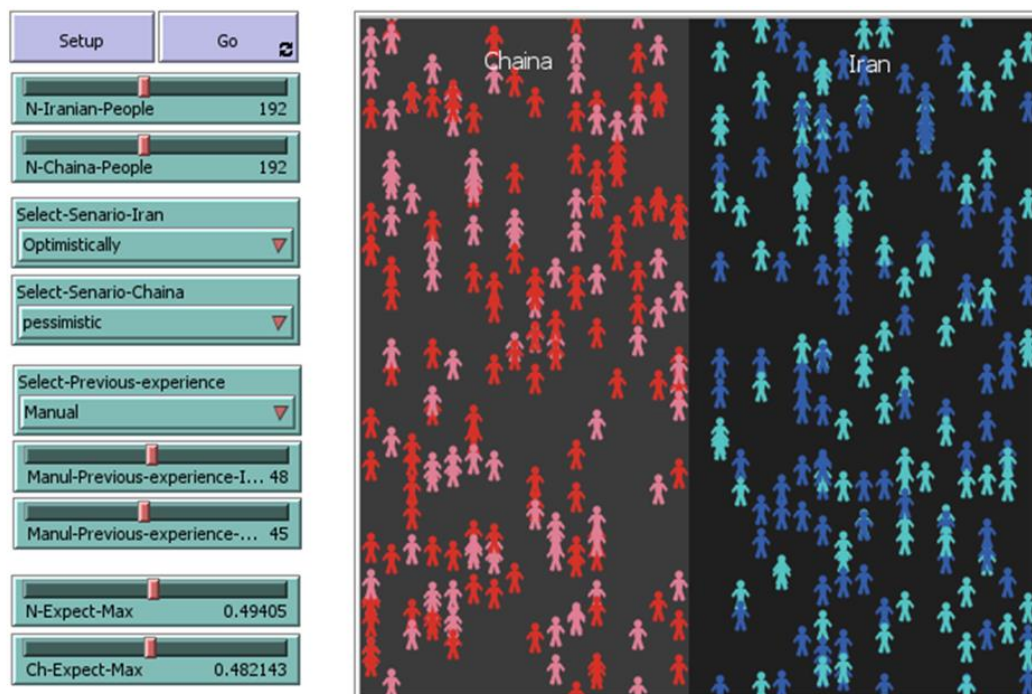 Setup
Go
N-Iranian-People 192
N-Chaina-People 192
Select-Senario-Iran
Optimistically
Select-Senario-Chaina
pessimistic
Select-Previous-experience
Manual
Manul-Previous-experience-I... 48
Manul-Previous-experience-... 45
N-Expect-Max 0.49405
Ch-Expect-Max 0.482143
Chaina
Iran